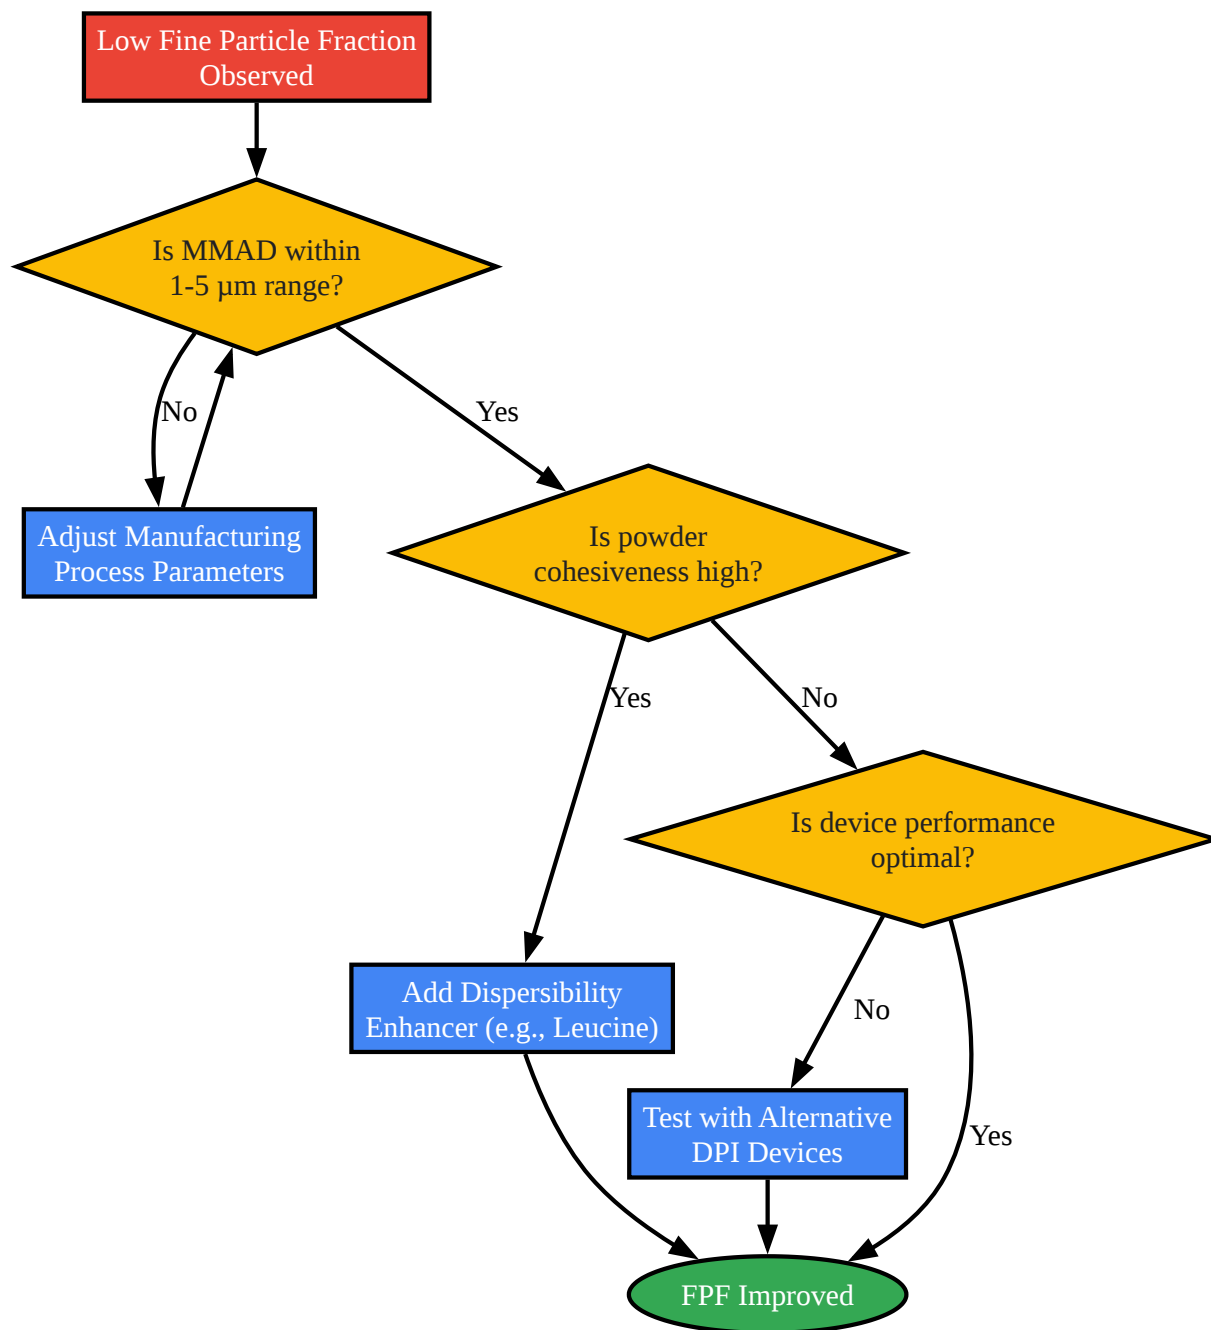 Low Fine Particle Fraction
Observed
Is MMAD within
1-5 µm range?
No
Yes
Adjust Manufacturing
Process Parameters
Is powder
cohesiveness high?
Yes
No
Is device performance
optimal?
Add Dispersibility
Enhancer (e.g., Leucine)
No
Test with Alternative
DPI Devices
Yes
FPF Improved